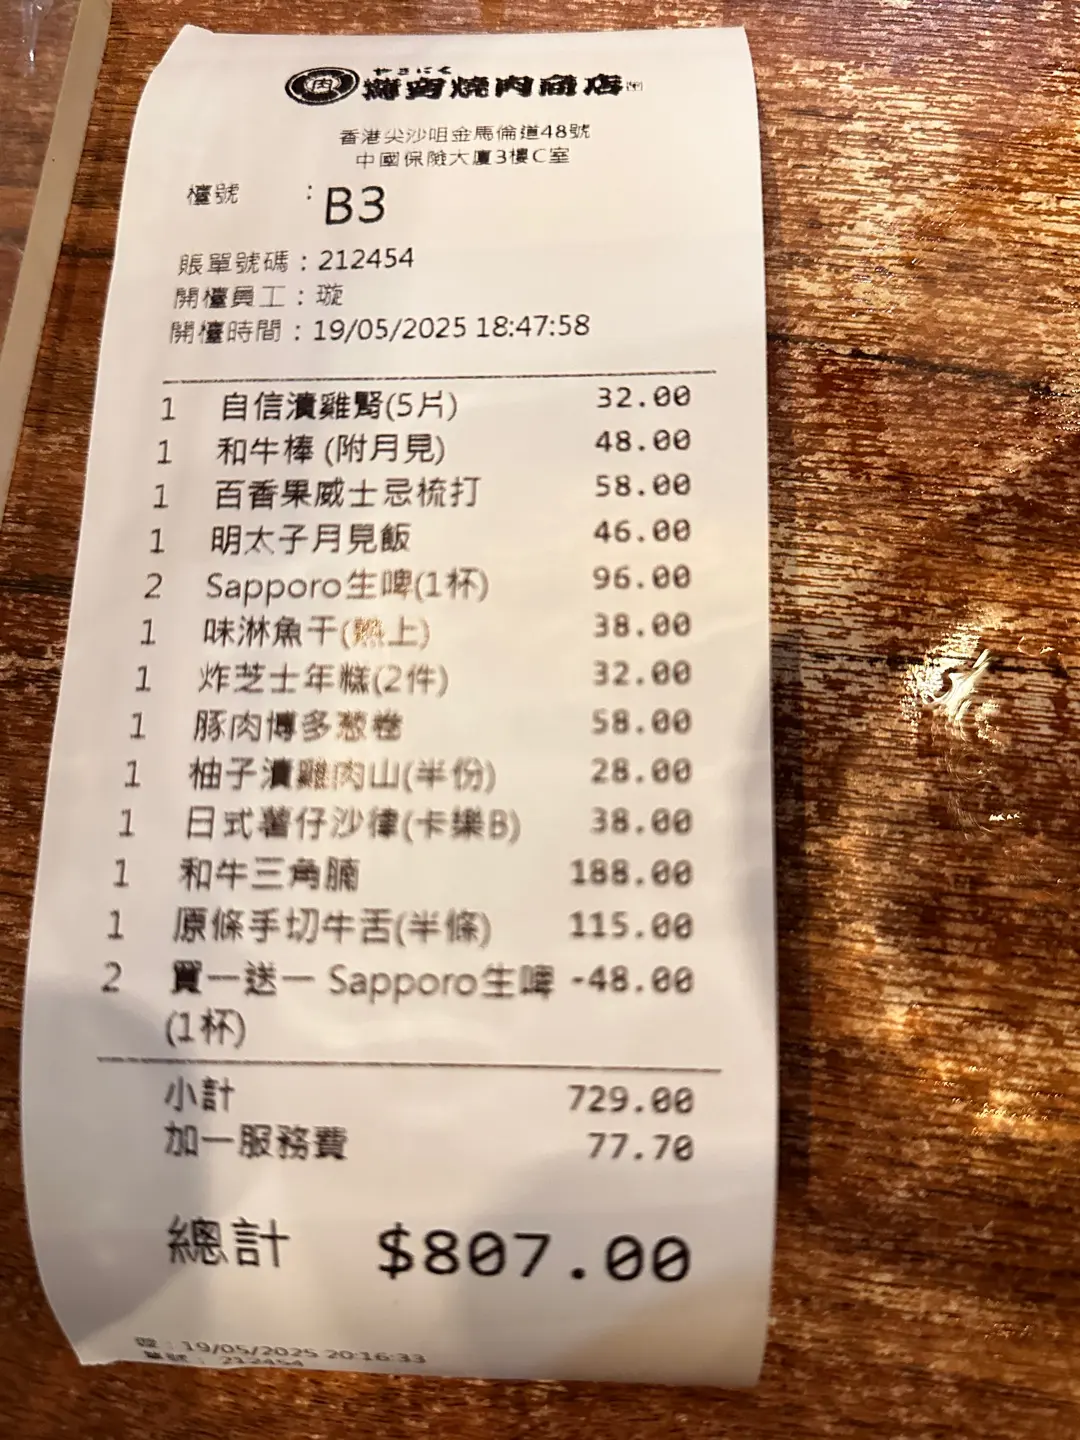 肉
やきにく
燒肉商店
香港尖沙咀金馬倫道48號
中國保險大廈3樓C室
檯號 : B3
賬單號碼 : 212454
開檯員工 : 璇
開檯時間 : 19/05/2025 18:47:58
1 自信漬雞腎(5片) 32.00
1 和牛棒 (附月見) 48.00
1 百香果威士忌梳打 58.00
1 明太子月見飯 46.00
2 Sapporo生啤(1杯) 96.00
1 味淋魚干(熱上) 38.00
1 炸芝士年糕(2件) 32.00
1 豚肉博多葱卷 58.00
1 柚子漬雞肉山(半份) 28.00
1 日式薯仔沙律(卡樂B) 38.00
1 和牛三角腩 188.00
1 原條手切牛舌(半條) 115.00
2 買一送一 Sapporo生啤 -48.00
(1杯)
小計 729.00
加一服務費 77.70
總計 $807.00
: 19/05/2025 20:16:33
單號 : 212454